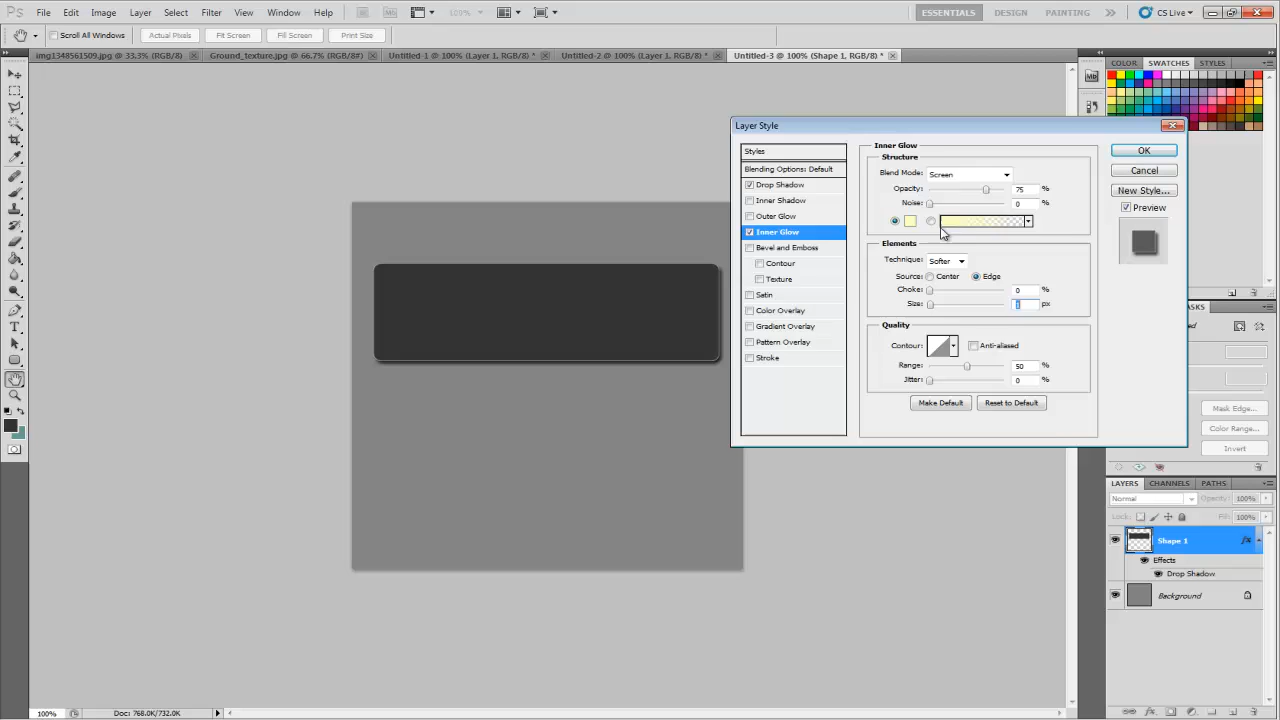 Ps File Edit Image Layer Select Filter View Window Help 100% ESSENTIALS DESIGN PAINTING CS Live
Scroll All Windows Actual Pixels Fit Screen Fill Screen Print Size
img1348561509.jpg @ 33.3% (RGB/8) Ground_texture.jpg @ 66.7% (RGB/8#) Untitled-1 @ 100% (Layer 1, RGB/8) * Untitled-2 @ 100% (Layer 1, RGB/8) * Untitled-3 @ 100% (Shape 1, RGB/8) *
COLOR SWATCHES STYLES
Layer Style
Styles
Blending Options: Default
Drop Shadow
Inner Shadow
Outer Glow
Inner Glow
Bevel and Emboss
Contour
Texture
Satin
Color Overlay
Gradient Overlay
Pattern Overlay
Stroke
Inner Glow
Structure
Blend Mode: Screen
Opacity: 75 %
Noise: 0 %
Elements
Technique: Softer
Source: Center Edge
Choke: 0 %
Size: px
Quality
Contour: Anti-aliased
Range: 50 %
Jitter: 0 %
Make Default Reset to Default
OK
Cancel
New Style...
Preview
ASKS
Mask Edge...
Color Range...
Invert
LAYERS CHANNELS PATHS
Normal Opacity: 100%
Lock: Fill: 100%
Shape 1 fx
Effects
Drop Shadow
Background
100% Doc: 768.0K/732.0K